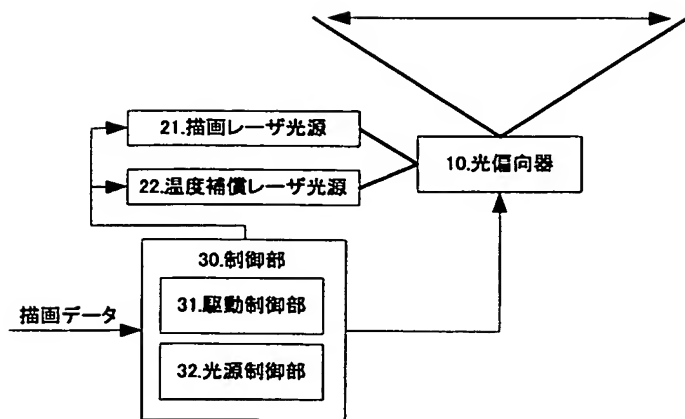 21.描画レーザ光源
22.温度補償レーザ光源
10.光偏向器
30.制御部
31.駆動制御部
描画データ
32.光源制御部